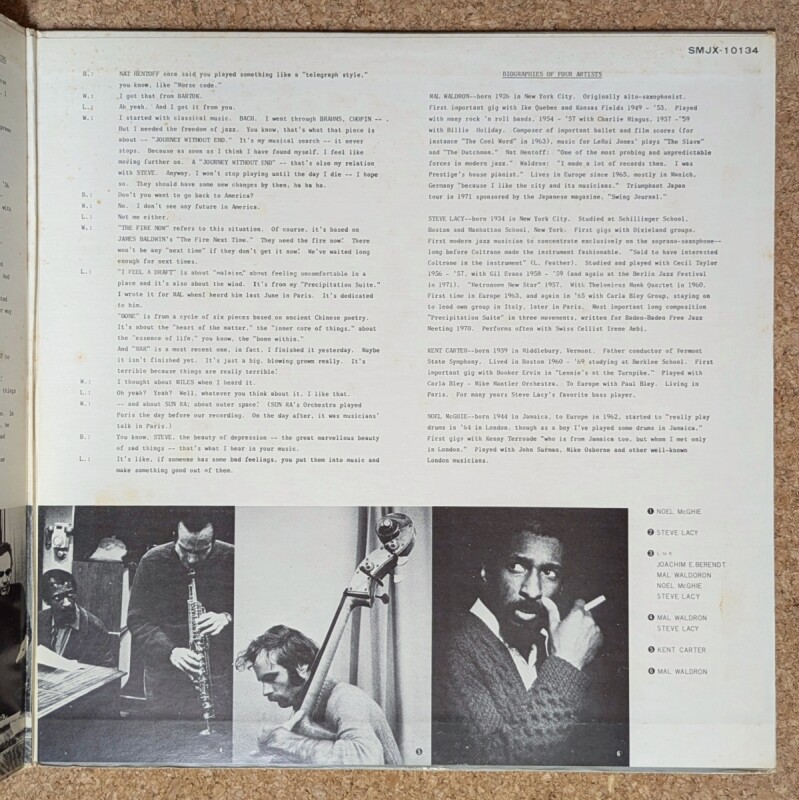 SMJX-10134
B.: NAT HENTOFF once said you played something like a "telegraph style,"
you know, like "Morse code."
W.: I got that from BARTOK.
L.: Ah yeah. And I got it from you.
W.: I started with classical music. BACH. I went through BRAHMS, CHOPIN -- .
But I needed the freedom of jazz. You know, that's what that piece is
about -- "JOURNEY WITHOUT END." It's my musical search -- it never
stops. Because as soon as I think I have found myself, I feel like
moving further on. A "JOURNEY WITHOUT END" -- that's also my relation
with STEVE. Anyway, I won't stop playing until the day I die -- I hope
so. They should have some new changes by then, ha ha ha.
B.: Don't you want to go back to America?
W.: No. I don't see any future in America.
L.: Not me either.
W.: "THE FIRE NOW" refers to this situation. Of course, it's based on
JAMES BALDWIN's "The Fire Next Time." They need the fire now! There
won't be any "next time" if they don't get it now! We've waited long
enough for next times.
L.: "I FEEL A DRAFT" is about "malaise," about feeling uncomfortable in a
place and it's also about the wind. It's from my "Precipitation Suite."
I wrote it for MAL when I heard him last June in Paris. It's dedicated
to him.
"BONE" is from a cycle of six pieces based on ancient Chinese poetry.
It's about the "heart of the matter," the "inner core of things," about
the "essence of life," you know, the "bone within."
And "WAR" is a most recent one, in fact, I finished it yesterday. Maybe
it isn't finished yet. It's just a big, blowing grown really. It's
terrible because things are really terrible!
W.: I thought about MILES when I heard it.
L.: Oh yeah? Yeah? Well, whatever you think about it, I like that.
W.: -- and about SUN RA; about outer space! (SUN RA's Orchestra played
Paris the day before our recording. On the day after, it was musicians'
talk in Paris.)
B.: You know, STEVE, the beauty of depression -- the great marvellous beauty
of sad things -- that's what I hear in your music.
L.: It's like, if someone has some bad feelings, you put them into music and
make something good out of them.
BIOGRAPHIES OF FOUR ARTISTS
MAL WALDRON--born 1926 in New York City. Originally alto-saxophonist.
First important gig with Ike Quebec and Kansas Fields 1949 - '53. Played
with many rock 'n roll bands, 1954 - '57 with Charlie Mingus, 1957 -'59
with Billie Holiday. Composer of important ballet and film scores (for
instance "The Cool World" in 1963), music for LeRoi Jones' plays "The Slave"
and "The Dutchman." Nat Hentoff: "One of the most probing and unpredictable
forces in modern jazz." Waldron: "I made a lot of records then. I was
Prestige's house pianist." Lives in Europe since 1965, mostly in Munich,
Germany "because I like the city and its musicians." Triumphant Japan
tour in 1971 sponsored by the Japanese magazine, "Swing Journal."
STEVE LACY--born 1934 in New York City. Studied at Schillinger School,
Boston and Manhattan School, New York. First gigs with Dixieland groups.
First modern jazz musician to concentrate exclusively on the soprano-saxophone--
long before Coltrane made the instrument fashionable. "Said to have interested
Coltrane in the instrument" (L. Feather). Studied and played with Cecil Taylor
1956 - '57, with Gil Evans 1958 - '59 (and again at the Berlin Jazz Festival
in 1971). "Metronome New Star" 1957. With Thelonious Monk Quartet in 1960.
First time in Europe 1963, and again in '65 with Carla Bley Group, staying on
to lead own group in Italy, later in Paris. Most important long composition
"Precipitation Suite" in three movements, written for Baden-Baden Free Jazz
Meeting 1970. Performs often with Swiss Cellist Irene Aebi.
KENT CARTER--born 1939 in Middlebury, Vermont. Father conductor of Vermont
State Symphony. Lived in Boston 1960 - '69 studying at Berklee School. First
important gig with Booker Ervin in "Lennie's at the Turnpike." Played with
Carla Bley - Mike Mantler Orchestra. To Europe with Paul Bley. Living in
Paris. For many years Steve Lacy's favorite bass player.
NOEL McGHIE--born 1944 in Jamaica, to Europe in 1962, started to "really play
drums in '64 in London, though as a boy I've played some drums in Jamaica."
First gigs with Kenny Terroade "who is from Jamaica too, but whom I met only
in London." Played with John Surman, Mike Osborne and other well-known
London musicians.
❶ NOEL McGHIE
❷ STEVE LACY
❸
JOACHIM E.BERENDT
MAL WALDORON
NOEL McGHIE
STEVE LACY
❹ MAL WALDRON
STEVE LACY
❺ KENT CARTER
❻ MAL WALDRON
4
5
6